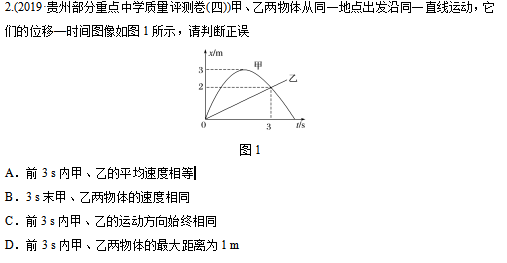 2.(2019·贵州部分重点中学质量评测卷(四))甲、乙两物体从同一地点出发沿同一直线运动，它
们的位移—时间图像如图 1 所示，请判断正误
x/m
甲
3
乙
2
0
3
t/s
图 1
A．前 3 s 内甲、乙的平均速度相等
B．3 s 末甲、乙两物体的速度相同
C．前 3 s 内甲、乙的运动方向始终相同
D．前 3 s 内甲、乙两物体的最大距离为 1 m